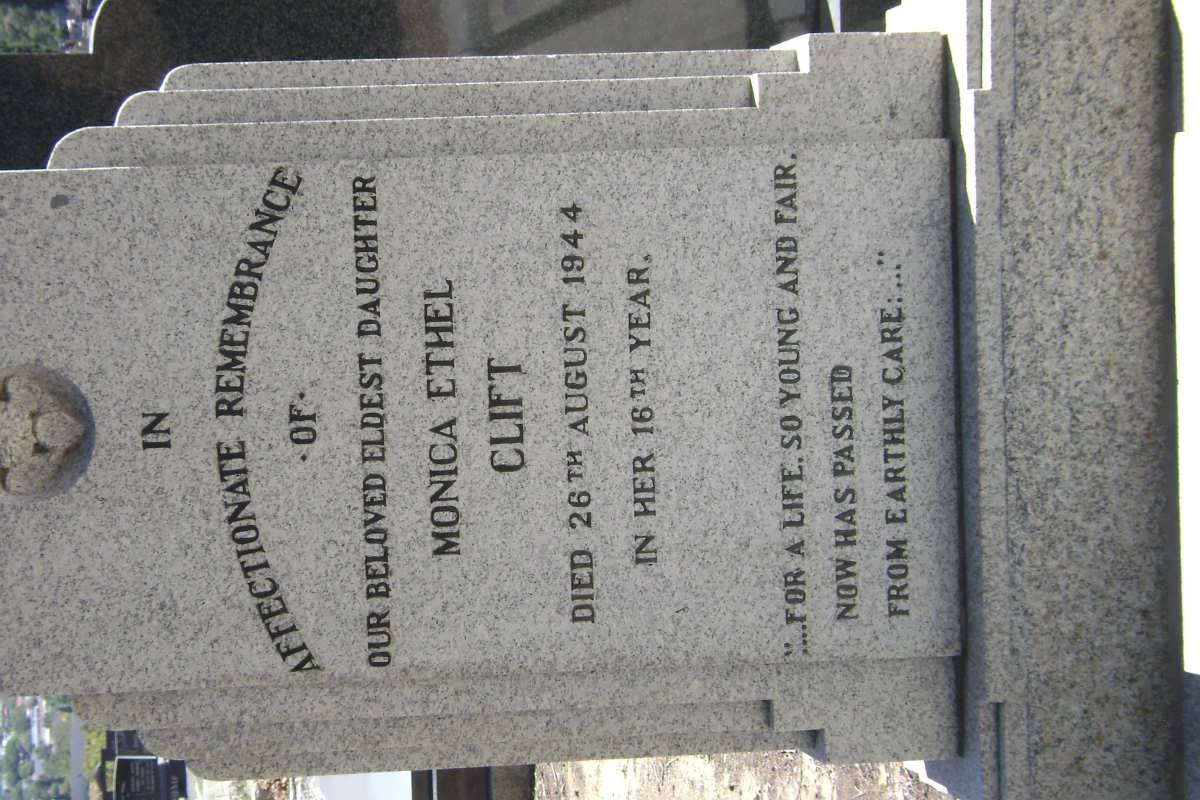 IN
AFFECTIONATE REMEMBRANCE
· OF ·
OUR BELOVED ELDEST DAUGHTER
MONICA ETHEL
CLIFT
DIED 26TH AUGUST 1944
IN HER 16TH YEAR.
"...FOR A LIFE. SO YOUNG AND FAIR.
NOW HAS PASSED
FROM EARTHLY CARE:..."